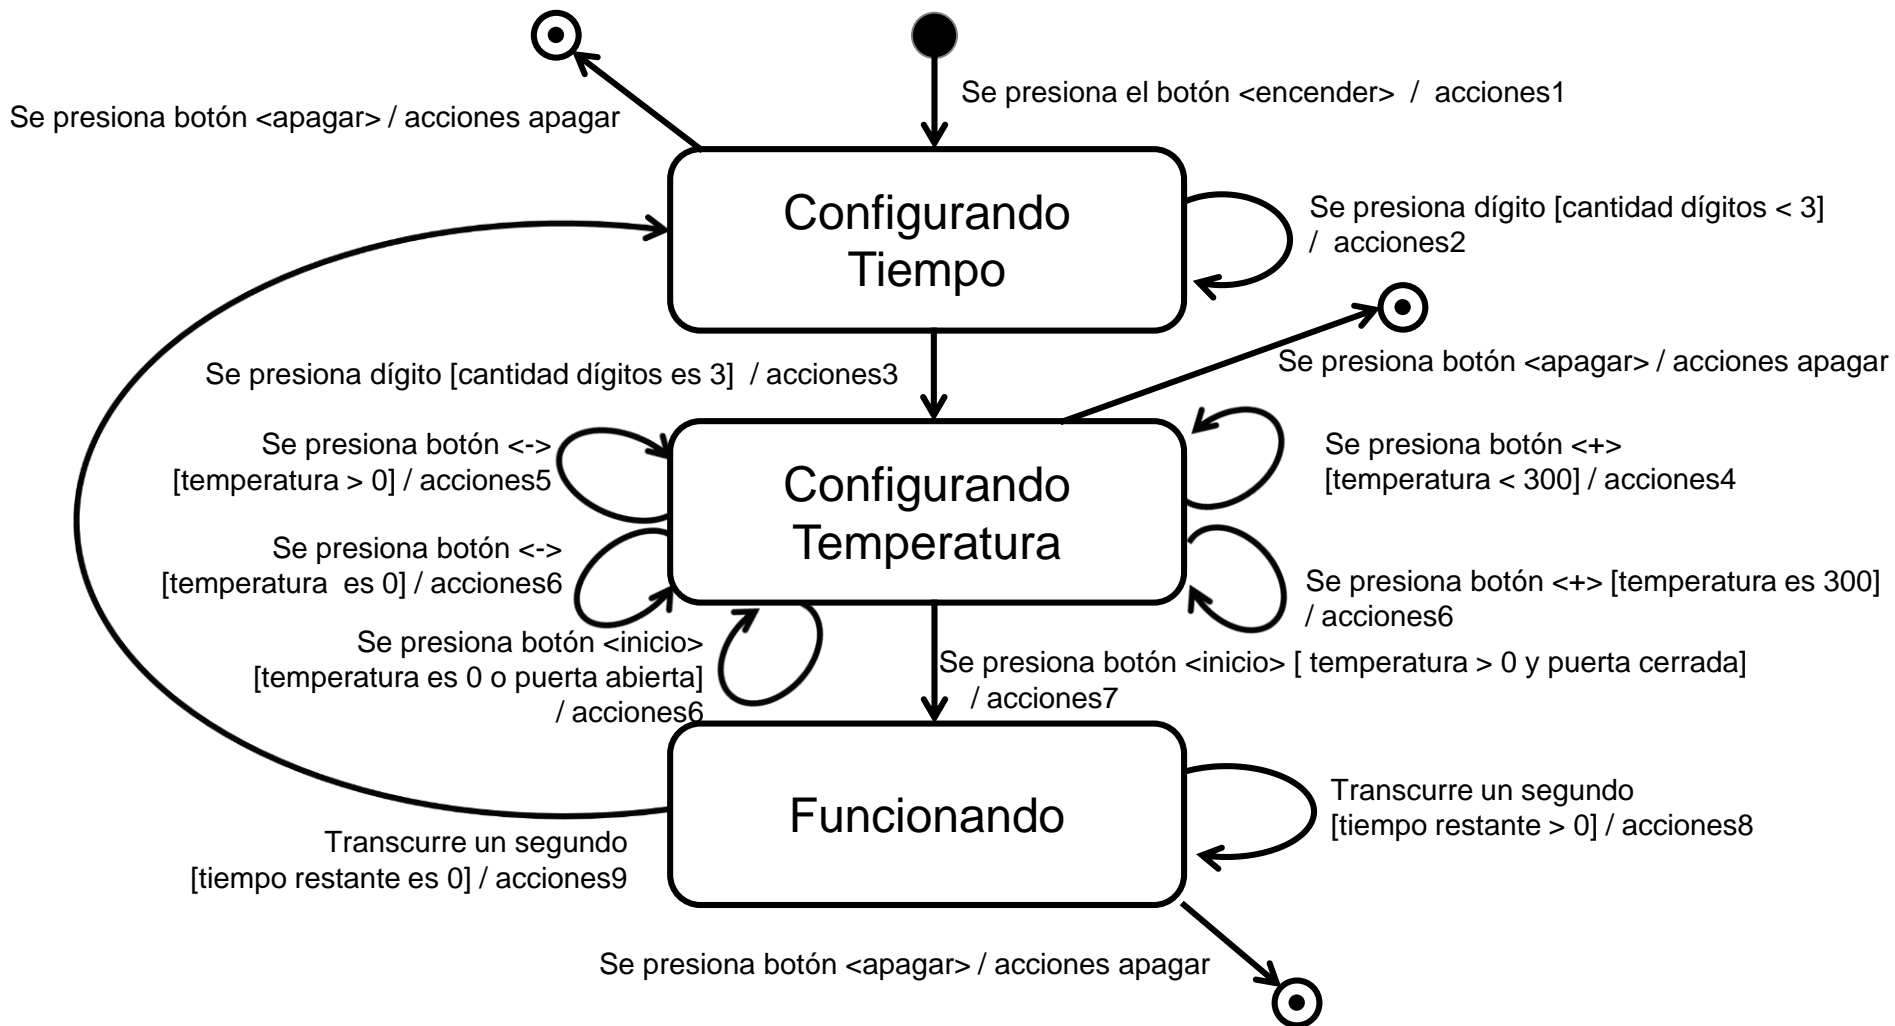 Se presiona el botón <encender> / acciones1
Se presiona botón <apagar> / acciones apagar
Configurando
Tiempo
Se presiona dígito [cantidad dígitos < 3]
/ acciones2
Se presiona dígito [cantidad dígitos es 3] / acciones3
Se presiona botón <apagar> / acciones apagar
Se presiona botón <->
[temperatura > 0] / acciones5
Configurando
Temperatura
Se presiona botón <+>
[temperatura < 300] / acciones4
Se presiona botón <->
[temperatura es 0] / acciones6
Se presiona botón <+> [temperatura es 300]
/ acciones6
Se presiona botón <inicio>
[temperatura es 0 o puerta abierta]
/ acciones6
Se presiona botón <inicio> [ temperatura > 0 y puerta cerrada]
/ acciones7
Funcionando
Transcurre un segundo
[tiempo restante > 0] / acciones8
Transcurre un segundo
[tiempo restante es 0] / acciones9
Se presiona botón <apagar> / acciones apagar